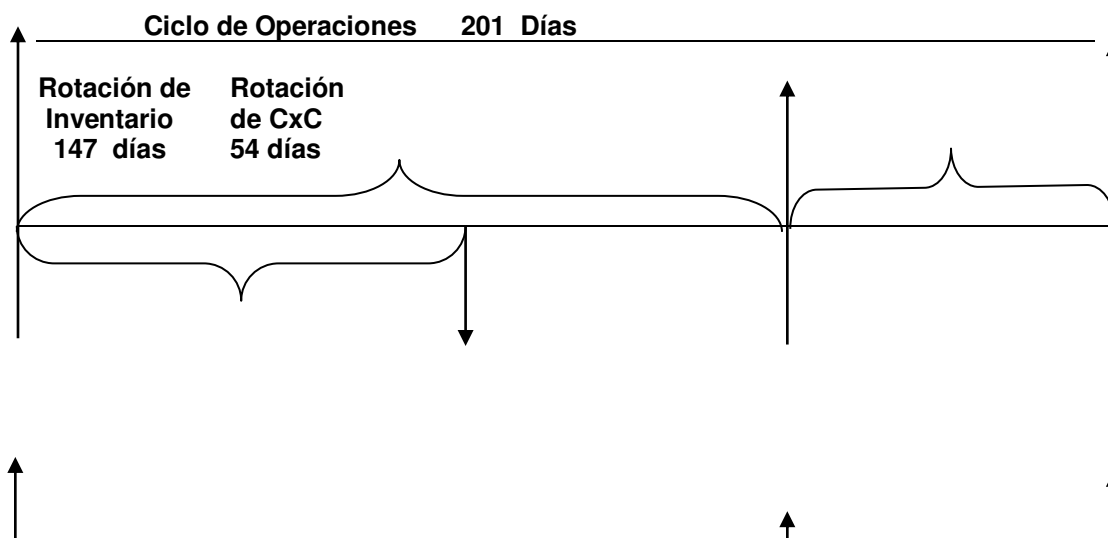 Ciclo de Operaciones 201 Días
Rotación de
Inventario
147 días
Rotación
de CxC
54 días